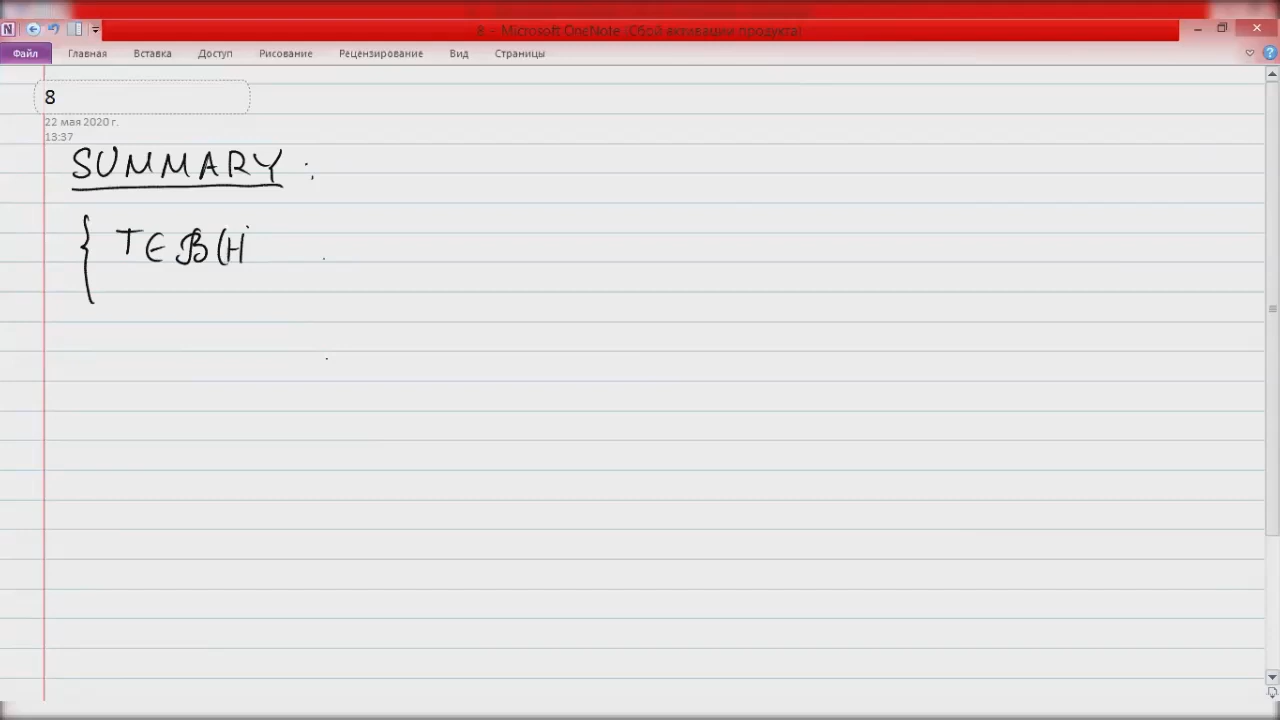 8 - Microsoft OneNote (Сбой активации продукта)
Файл Главная Вставка Доступ Рисование Рецензирование Вид Страницы
8
22 мая 2020 г.
13:37
SUMMARY :
{ T∈ℬ(H